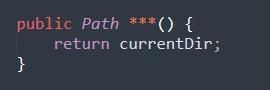 public Path ***() {
return currentDir;
}